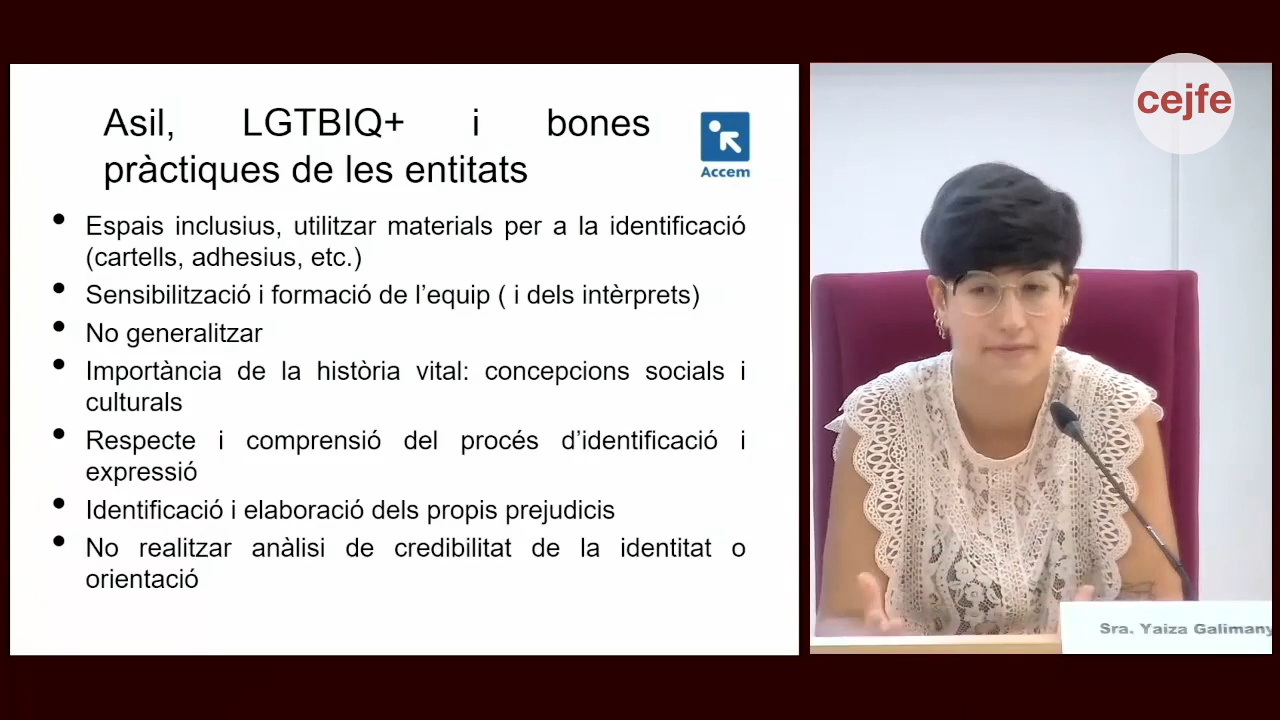 Asil, LGTBIQ+ i bones
pràctiques de les entitats
Accem
• Espais inclusius, utilitzar materials per a la identificació
(cartells, adhesius, etc.)
• Sensibilització i formació de l’equip ( i dels intèrprets)
• No generalitzar
• Importància de la història vital: concepcions socials i
culturals
• Respecte i comprensió del procés d’identificació i
expressió
• Identificació i elaboració dels propis prejudicis
• No realitzar anàlisi de credibilitat de la identitat o
orientació
cejfe
Sra. Yaiza Galimany